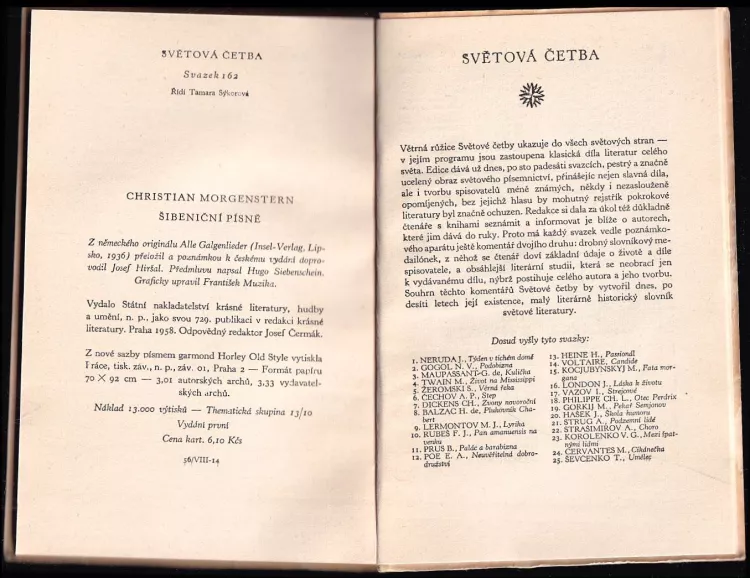 SVĚTOVÁ ČETBA
Svazek 162
Řídí Tamara Sýkorová
CHRISTIAN MORGENSTERN
ŠIBENIČNÍ PÍSNĚ
Z německého originálu Alle Galgenlieder (Insel-Verlag, Lip-
sko, 1936) přeložil a poznámkou k českému vydání dopro-
vodil Josef Hiršal. Předmluvu napsal Hugo Siebenschein.
Graficky upravil František Muzika.
Vydalo Státní nakladatelství krásné literatury, hudby
a umění, n. p., jako svou 729. publikaci v redakci krásné
literatury. Praha 1958. Odpovědný redaktor Josef Čermák.
Z nové sazby písmem garmond Horley Old Style vytiskla
Práce, tisk. záv., n. p., záv. 01, Praha 2 — Formát papíru
70 × 92 cm — 3,01 autorských archů, 3,33 vydavatel-
ských archů.
Náklad 13.000 výtisků — Thematická skupina 13/10
Vydání první
Cena kart. 6,10 Kčs
56/VIII-14
SVĚTOVÁ ČETBA
Větrná růžice Světové četby ukazuje do všech světových stran —
v jejím programu jsou zastoupena klasická díla literatur celého
světa. Edice dává už dnes, po sto padesáti svazcích, pestrý a značně
ucelený obraz světového písemnictví, přinášejíc nejen slavná díla,
ale i tvorbu spisovatelů méně známých, někdy i nezaslouženě
opomíjených, bez jejichž hlasu by mohutný rejstřík pokrokové
literatury byl značně ochuzen. Redakce si dala za úkol též důkladně
čtenáře s knihami seznámit a informovat je blíže o autorech,
které jim dává do ruky. Proto má každý svazek vedle poznámko-
vého aparátu ještě komentář dvojího druhu: drobný slovníkový me-
dailónek, z něhož se čtenář doví základní údaje o životě a díle
spisovatele, a obsáhlejší literární studii, která se neobrací jen
k vydávanému dílu, nýbrž postihuje celého autora a jeho tvorbu.
Souhrn těchto komentářů Světové četby by vytvořil dnes, po
desíti letech její existence, malý literárně historický slovník
světové literatury.
Dosud vyšly tyto svazky:
1. NERUDA J., Týden v tichém domě
2. GOGOL N. V., Podobizna
3. MAUPASSANT-G. de, Kulička
4. TWAIN M., Život na Mississippi
5. ŽEROMSKI S., Věrná řeka
6. ČECHOV A. P., Step
7. DICKENS CH., Zvony novoroční
8. BALZAC H. de, Plukovník Cha-
bert
9. LERMONTOV M. J., Lyrika
10. RUBEŠ F. J., Pan amanuensis na
venku
11. PRUS B., Palác a barabizna
12. POE E. A., Neuvěřitelná dobro-
družství
13. HEINE H., Passionál
14. VOLTAIRE, Candide
15. KOCJUBYNSKYJ M., Fata mor-
gana
16. LONDON J., Láska k životu
17. VAZOV I., Strejcové
18. PHILIPPE CH. L., Otec Perdrix
19. GORKIJ M., Pekař Semjonov
20. HAŠEK J., Škola humoru
21. STRUG A., Podzemní lidé
22. STRAŠIMIROV A., Choro
23. KOROLENKO V. G., Mezi špat-
nými lidmi
24. CERVANTES M., Cikánečka
25. ŠEVČENKO T., Umělec